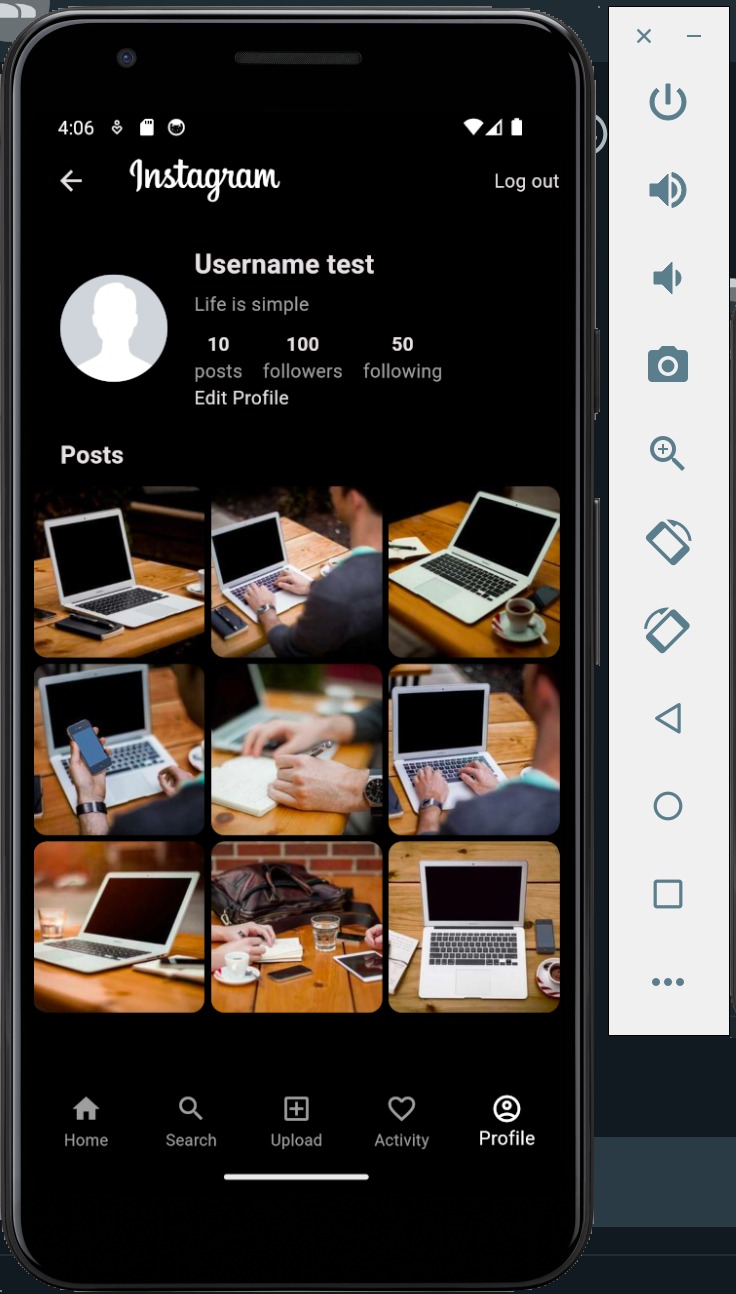 4:06
Instagram
Log out
Username test
Life is simple
10 100 50
posts followers following
Edit Profile
Posts
Home Search Upload Activity Profile